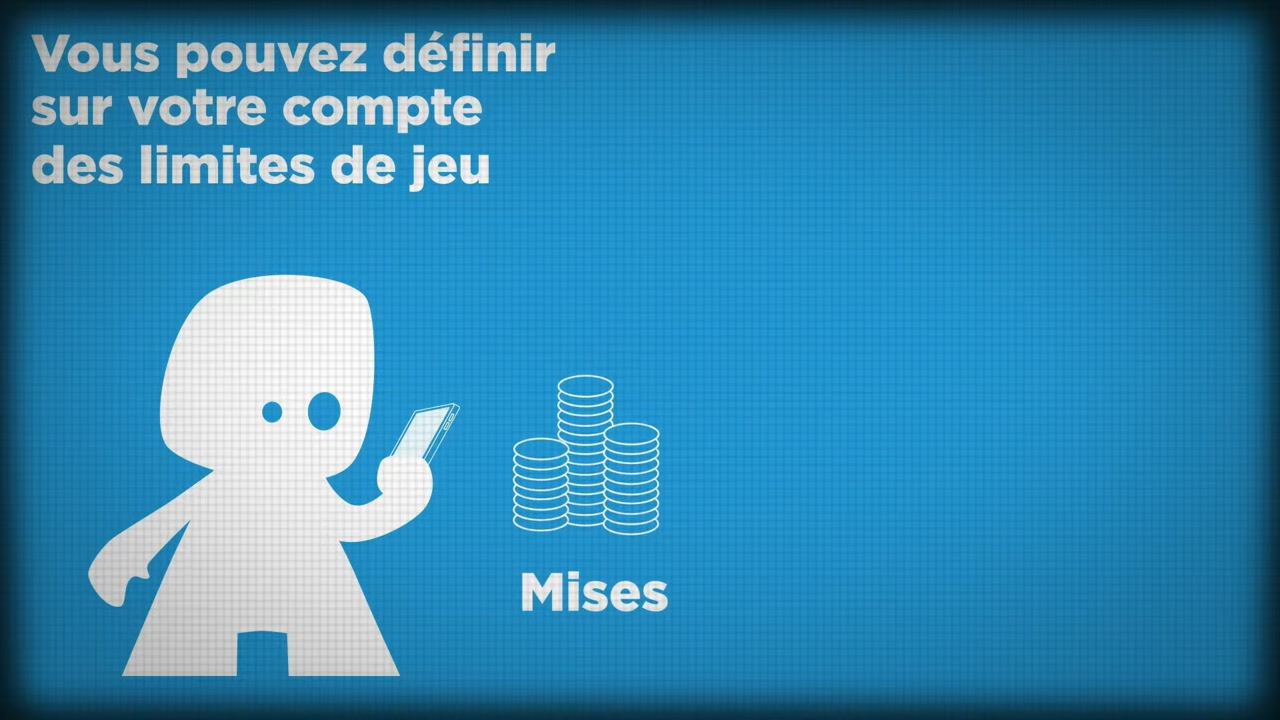 Vous pouvez définir
sur votre compte
des limites de jeu
Mises